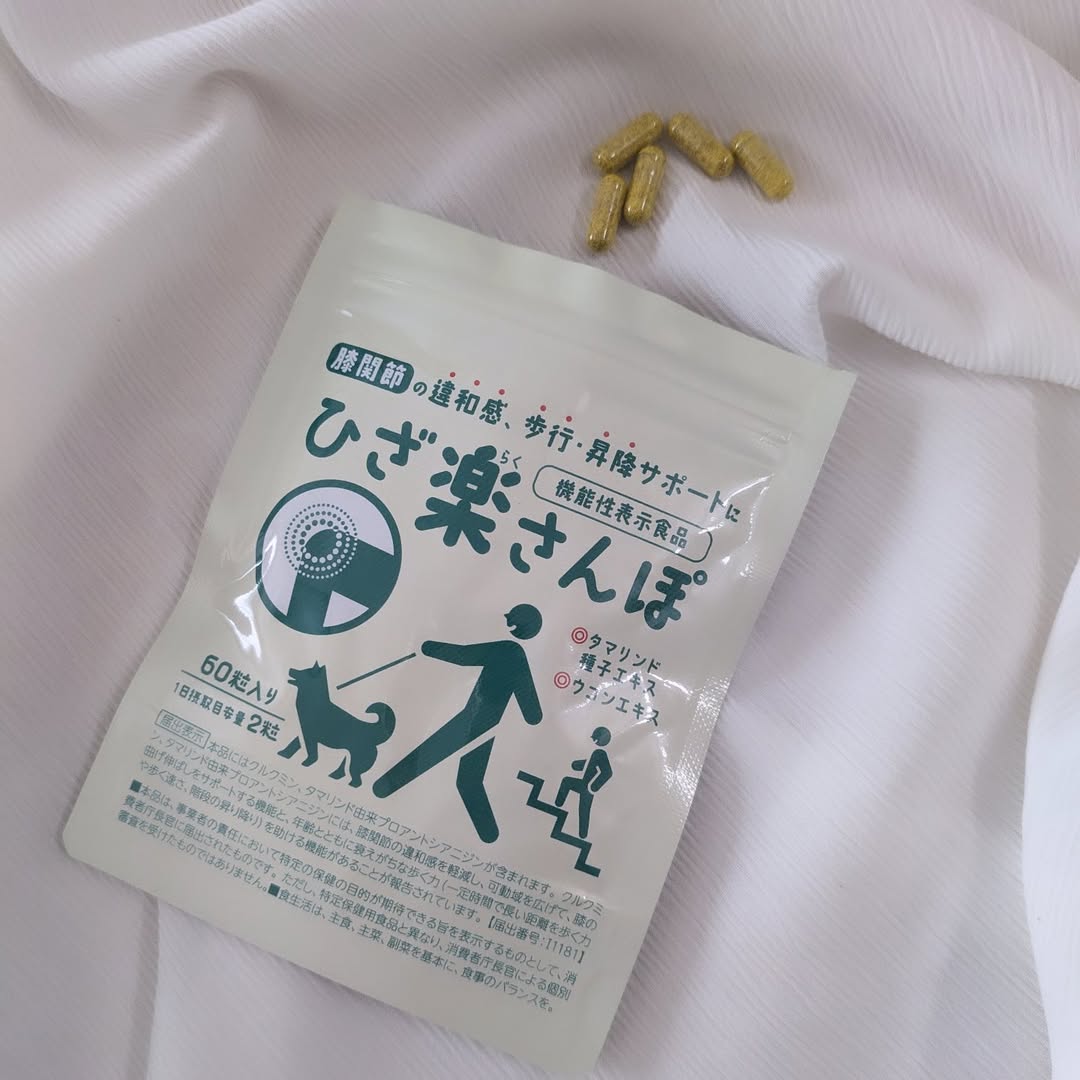 膝関節の違和感、歩行・昇降サポートに
ひざ楽さんぽ
らく
機能性表示食品
◎タマリンド
種子エキス
◎ウコンエキス
60粒入り
1日摂取目安量2粒
届出表示 本品にはクルクミン、タマリンド由来プロアントシアニジンが含まれます。クルクミ
ン、タマリンド由来プロアントシアニジンには、膝関節の違和感を軽減し、可動域を広げて、膝の
曲げ伸ばしをサポートする機能と、年齢とともに衰えがちな歩く力(一定時間で長い距離を歩く力
や歩く速さ、階段の昇り降り)を助ける機能があることが報告されています。【届出番号:I1181】
■本品は、事業者の責任において特定の保健の目的が期待できる旨を表示するものとして、消
費者庁長官に届出されたものです。ただし、特定保健用食品と異なり、消費者庁長官による個別
審査を受けたものではありません。■食生活は、主食、主菜、副菜を基本に、食事のバランスを。